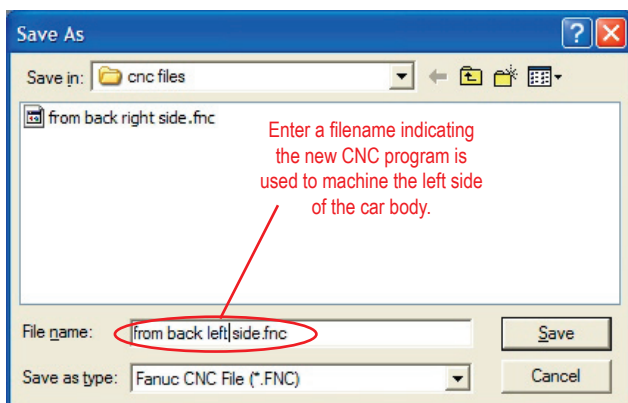 Save As
Save in: cnc files
from back right side.fnc
Enter a filename indicating
the new CNC program is
used to machine the left side
of the car body.
File name: from back left side.fnc Save
Save as type: Fanuc CNC File (*.FNC) Cancel